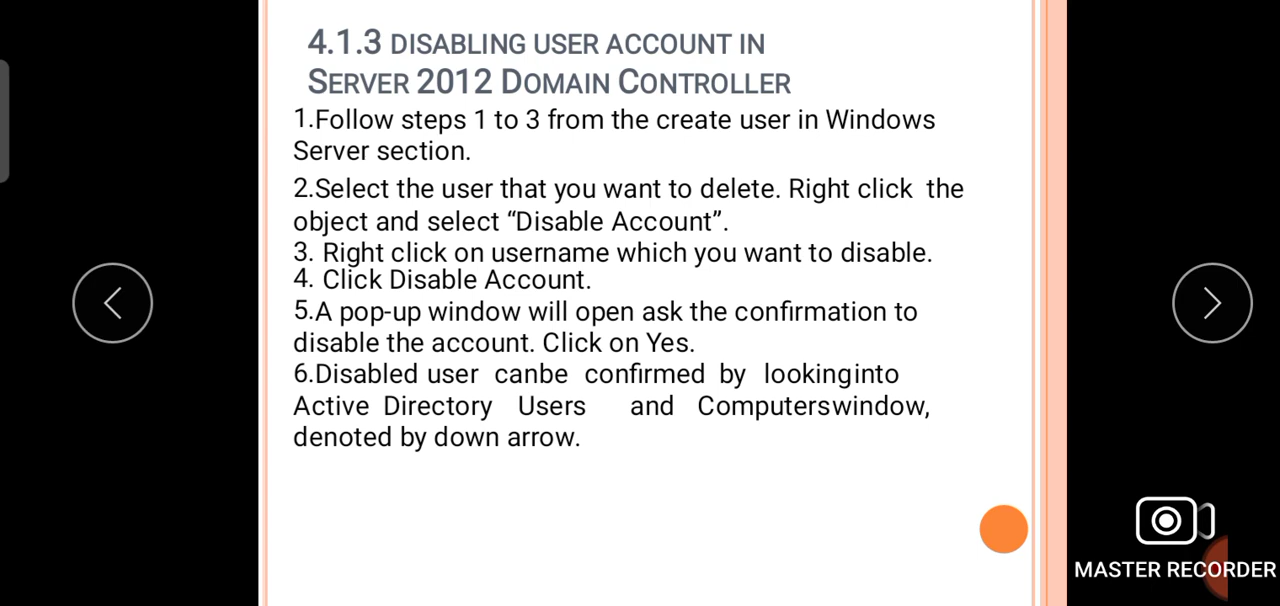 4.1.3 DISABLING USER ACCOUNT IN
SERVER 2012 DOMAIN CONTROLLER
1.Follow steps 1 to 3 from the create user in Windows
Server section.
2.Select the user that you want to delete. Right click the
object and select “Disable Account”.
3. Right click on username which you want to disable.
4. Click Disable Account.
5.A pop-up window will open ask the confirmation to
disable the account. Click on Yes.
6.Disabled user canbe confirmed by lookinginto
Active Directory Users and Computerswindow,
denoted by down arrow.
MASTER RECORDER